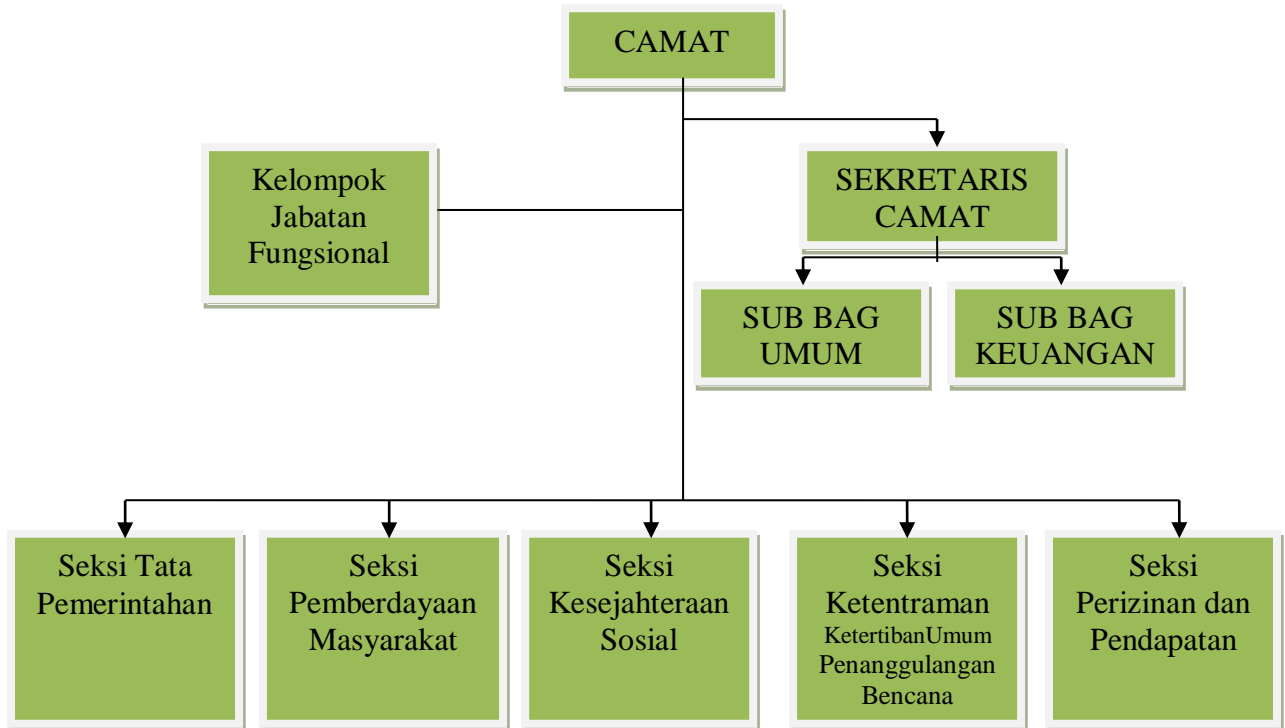 CAMAT
Kelompok
Jabatan
Fungsional
SEKRETARIS
CAMAT
SUB BAG
UMUM
SUB BAG
KEUANGAN
Seksi Tata
Pemerintahan
Seksi
Pemberdayaan
Masyarakat
Seksi
Kesejahteraan
Sosial
Seksi
Ketentraman
KetertibanUmum
Penanggulangan
Bencana
Seksi
Perizinan dan
Pendapatan